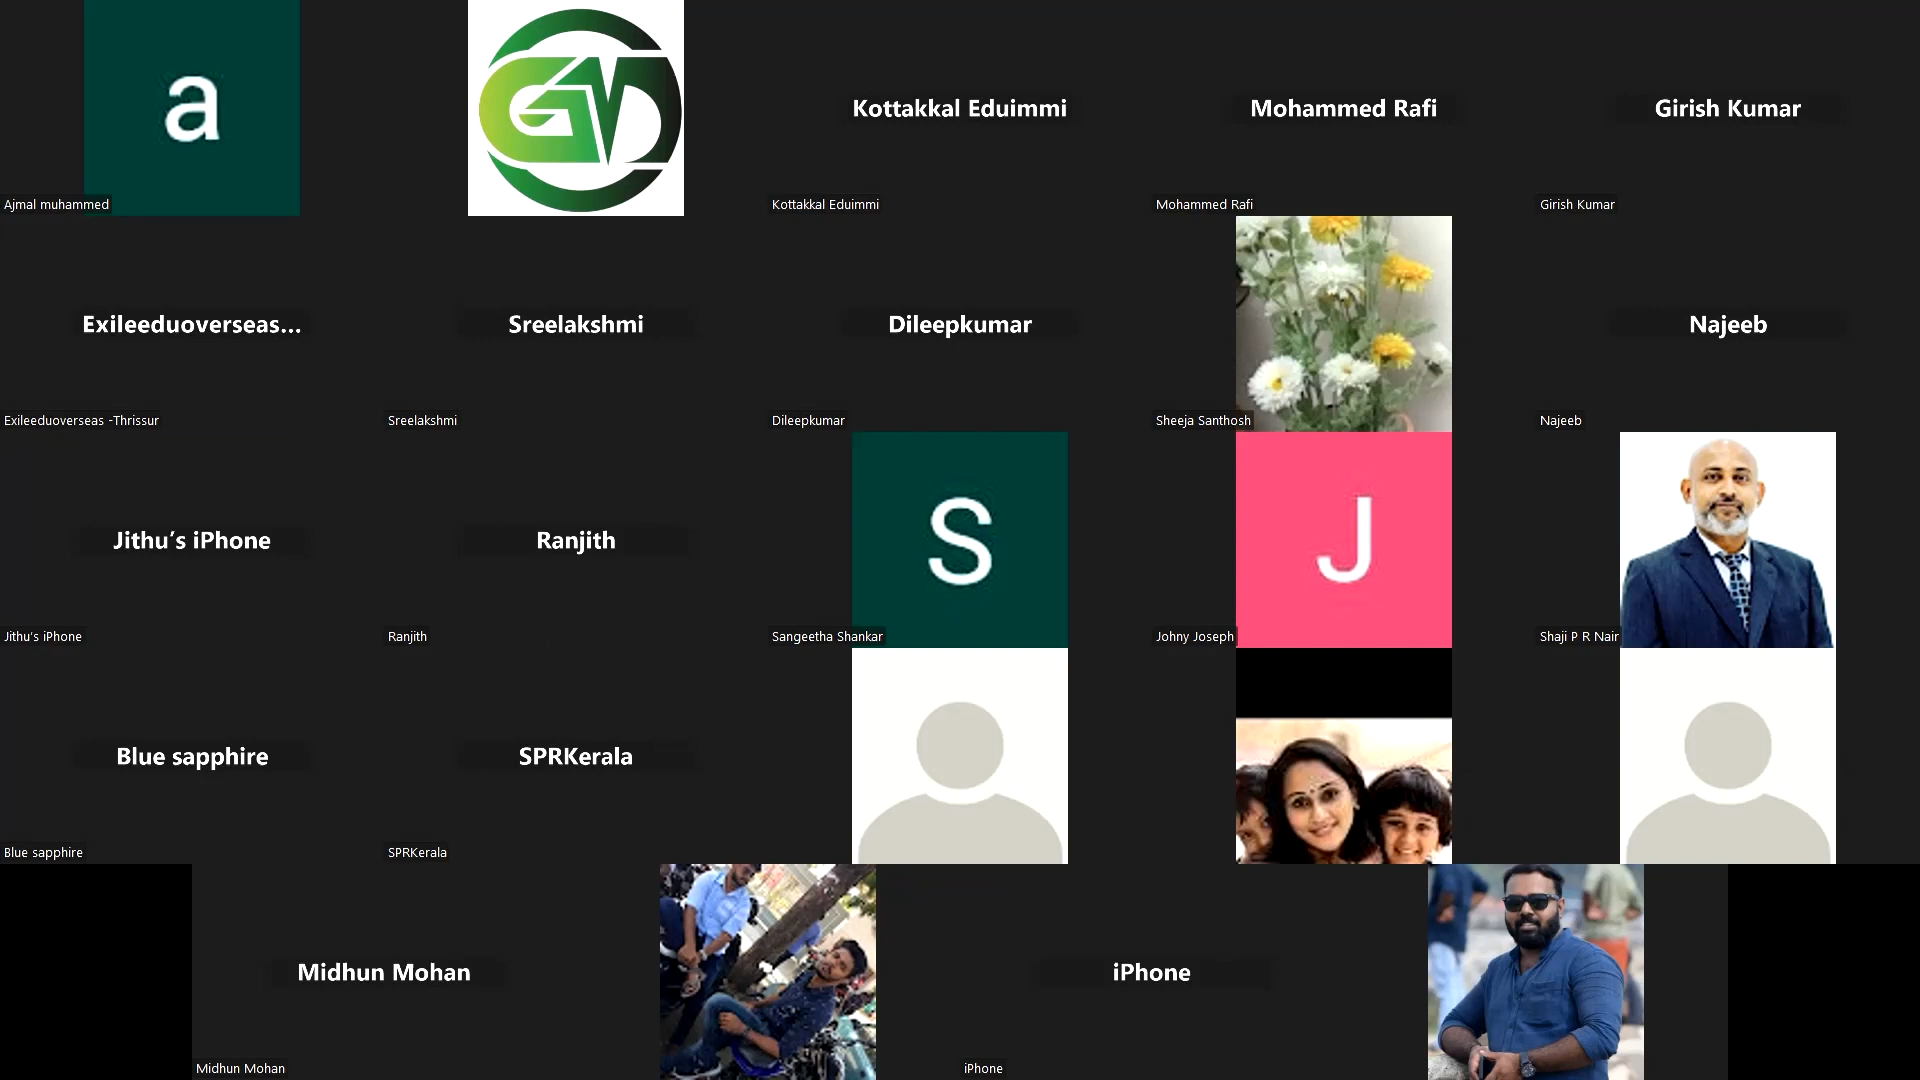 a
GVD
Kottakkal Eduimmi
Mohammed Rafi
Girish Kumar
Ajmal muhammed
Kottakkal Eduimmi
Mohammed Rafi
Girish Kumar
Exileeduoverseas...
Sreelakshmi
Dileepkumar
Najeeb
Exileeduoverseas -Thrissur
Sreelakshmi
Dileepkumar
Sheeja Santhosh
Najeeb
Jithu’s iPhone
Ranjith
S
J
Jithu’s iPhone
Ranjith
Sangeetha Shankar
Johny Joseph
Shaji P R Nair
Blue sapphire
SPRKerala
Blue sapphire
SPRKerala
Midhun Mohan
iPhone
Midhun Mohan
iPhone